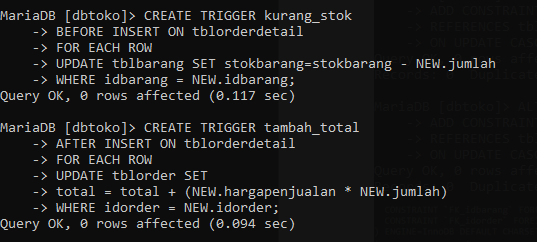 MariaDB [dbtoko]> CREATE TRIGGER kurang_stok
    -> BEFORE INSERT ON tblorderdetail
    -> FOR EACH ROW
    -> UPDATE tblbarang SET stokbarang=stokbarang - NEW.jumlah
    -> WHERE idbarang = NEW.idbarang;
Query OK, 0 rows affected (0.117 sec)

MariaDB [dbtoko]> CREATE TRIGGER tambah_total
    -> AFTER INSERT ON tblorderdetail
    -> FOR EACH ROW
    -> UPDATE tblorder SET
    -> total = total + (NEW.hargapenjualan * NEW.jumlah)
    -> WHERE idorder = NEW.idorder;
Query OK, 0 rows affected (0.094 sec)